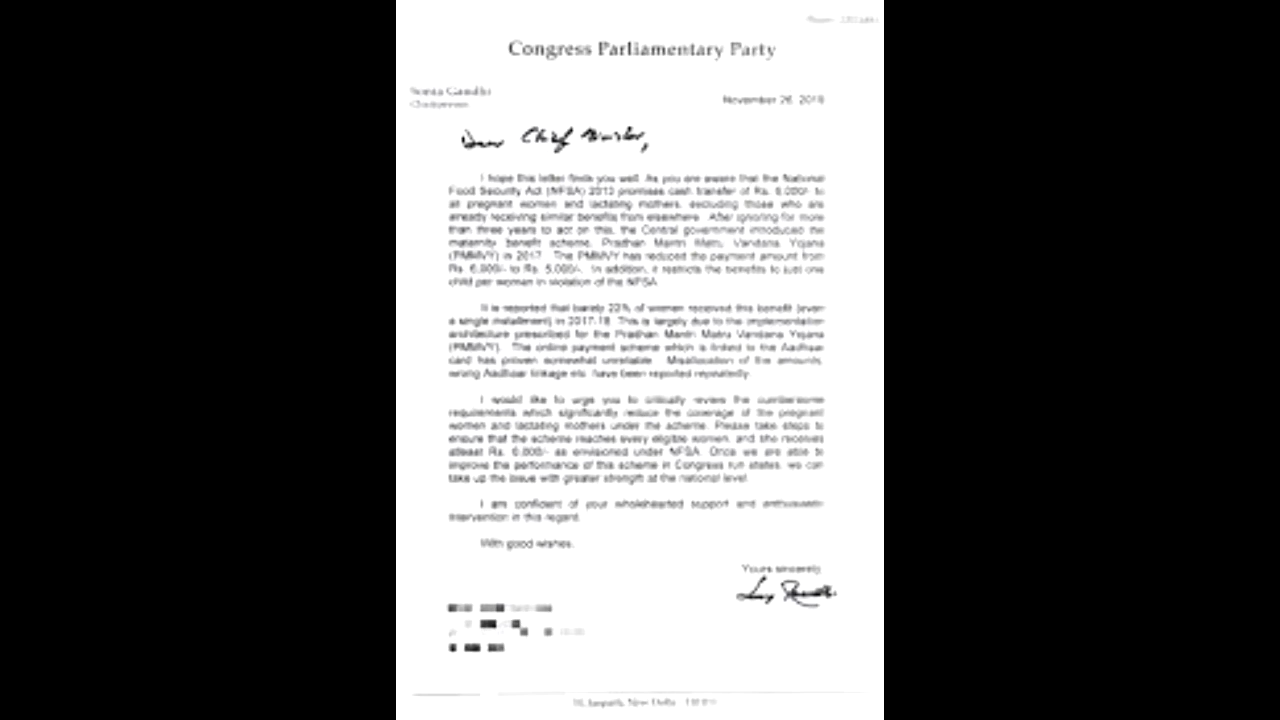 Congress Parliamentary Party
Sonia Gandhi
Chairperson
November 26, 2019
Dear Chief Minister,
I hope this letter finds you well. As you are aware that the National
Food Security Act (NFSA) 2013 promises cash transfer of Rs. 6,000/- to
all pregnant women and lactating mothers, excluding those who are
already receiving similar benefits from elsewhere. After ignoring for more
than three years to act on this, the Central government introduced the
maternity benefit scheme, Pradhan Mantri Matru Vandana Yojana
(PMMVY) in 2017. The PMMVY has reduced the payment amount from
Rs. 6,000/- to Rs. 5,000/-. In addition, it restricts the benefits to just one
child per woman in violation of the NFSA.
It is reported that barely 22% of women received this benefit (even
a single installment) in 2017-18. This is largely due to the implementation
architecture prescribed for the Pradhan Mantri Matru Vandana Yojana
(PMMVY). The online payment scheme which is linked to the Aadhaar
card has proven somewhat unreliable. Misallocation of the amounts,
wrong Aadhaar linkage etc. have been reported repeatedly.
I would like to urge you to critically review the cumbersome
requirements which significantly reduce the coverage of the pregnant
women and lactating mothers under the scheme. Please take steps to
ensure that the scheme reaches every eligible women, and she receives
atleast Rs. 6,000/- as envisioned under NFSA. Once we are able to
improve the performance of this scheme in Congress run states, we can
take up the issue with greater strength at the national level.
I am confident of your wholehearted support and enthusiastic
intervention in this regard.
With good wishes.
Yours sincerely,
10, Janpath, New Delhi